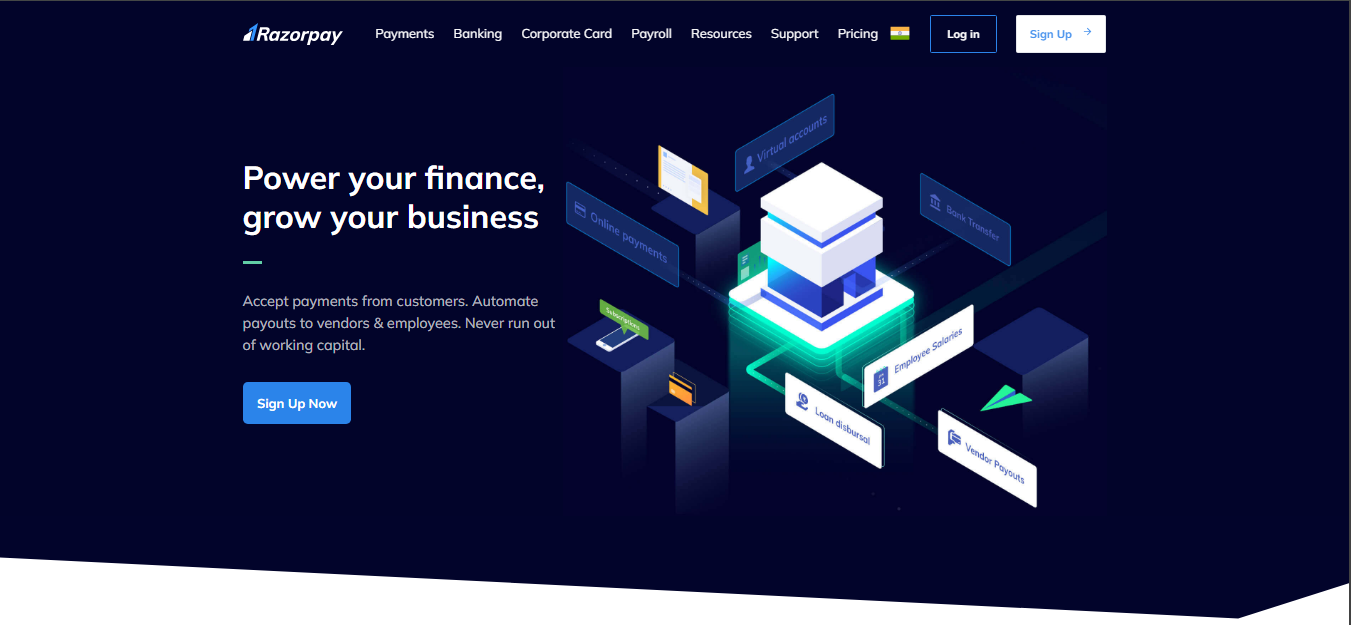 Razorpay
Payments
Banking
Corporate Card
Payroll
Resources
Support
Pricing
Log in
Sign Up
Power your finance,
grow your business
Accept payments from customers. Automate
payouts to vendors & employees. Never run out
of working capital.
Sign Up Now
Virtual accounts
Online payments
Bank Transfer
Subscriptions
Employee Salaries
31
Loan disbursal
Vendor Payouts